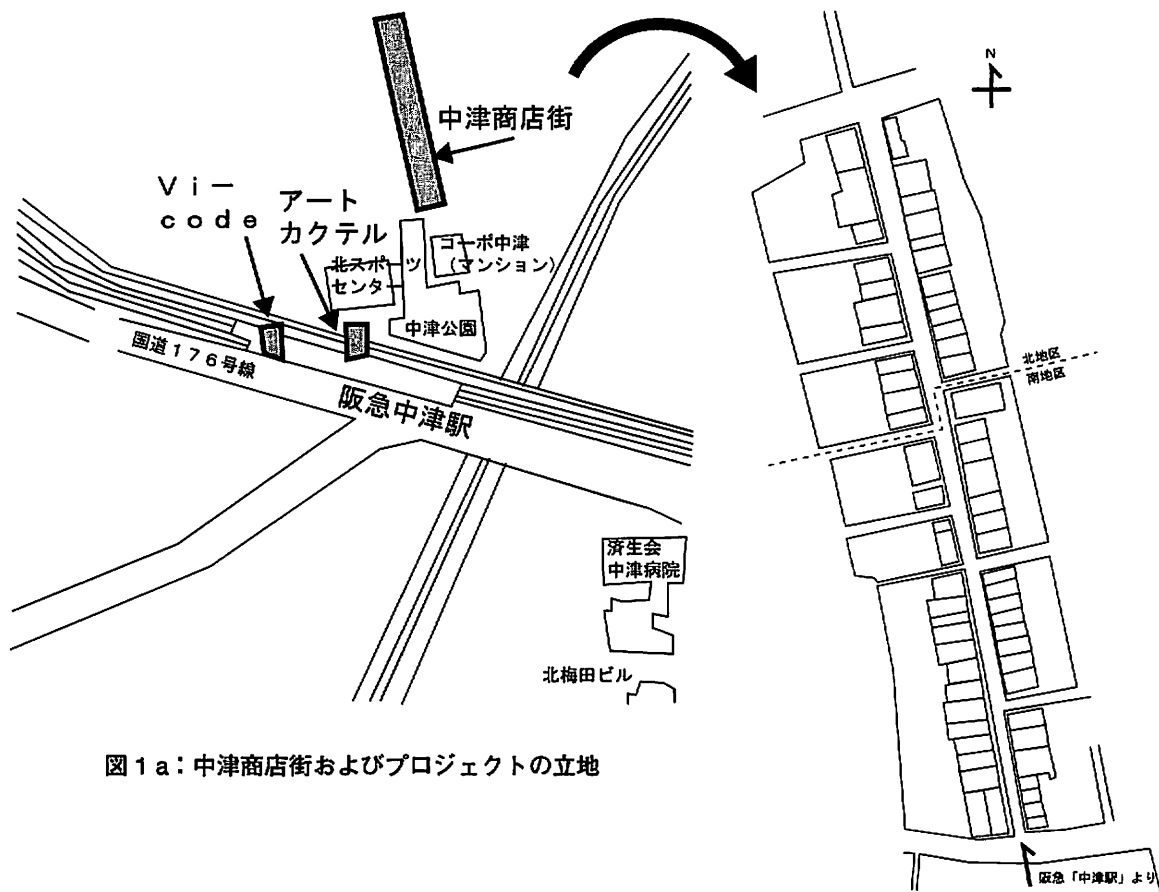 中津商店街
Ｖｉ－
ｃｏｄｅ
アート
カクテル
北スポーツ
センター
コーポ中津
（マンション）
中津公園
国道１７６号線
阪急中津駅
済生会
中津病院
北梅田ビル
図１a：中津商店街およびプロジェクトの立地
N
北地区
南地区
阪急「中津駅」より